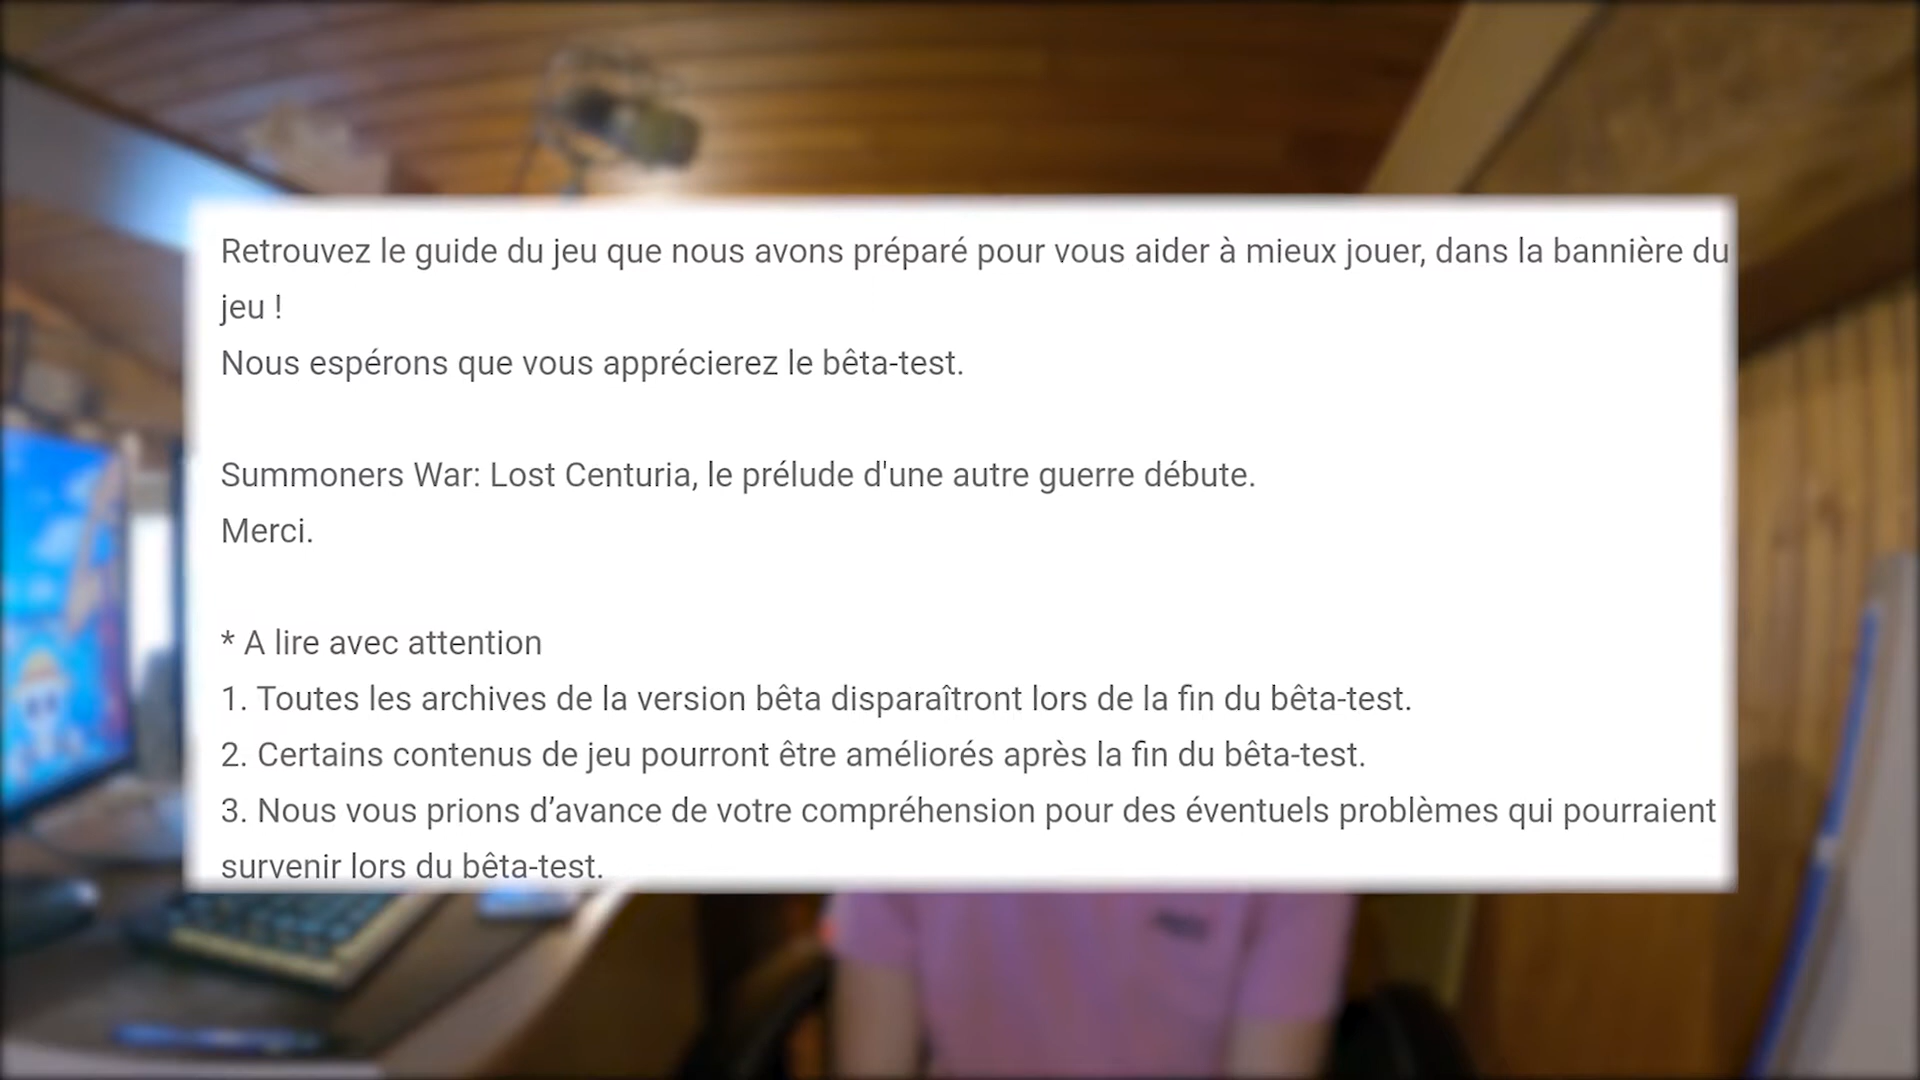 Retrouvez le guide du jeu que nous avons préparé pour vous aider à mieux jouer, dans la bannière du
jeu !
Nous espérons que vous apprécierez le bêta-test.
Summoners War: Lost Centuria, le prélude d'une autre guerre débute.
Merci.
* A lire avec attention
1. Toutes les archives de la version bêta disparaîtront lors de la fin du bêta-test.
2. Certains contenus de jeu pourront être améliorés après la fin du bêta-test.
3. Nous vous prions d’avance de votre compréhension pour des éventuels problèmes qui pourraient
survenir lors du bêta-test.